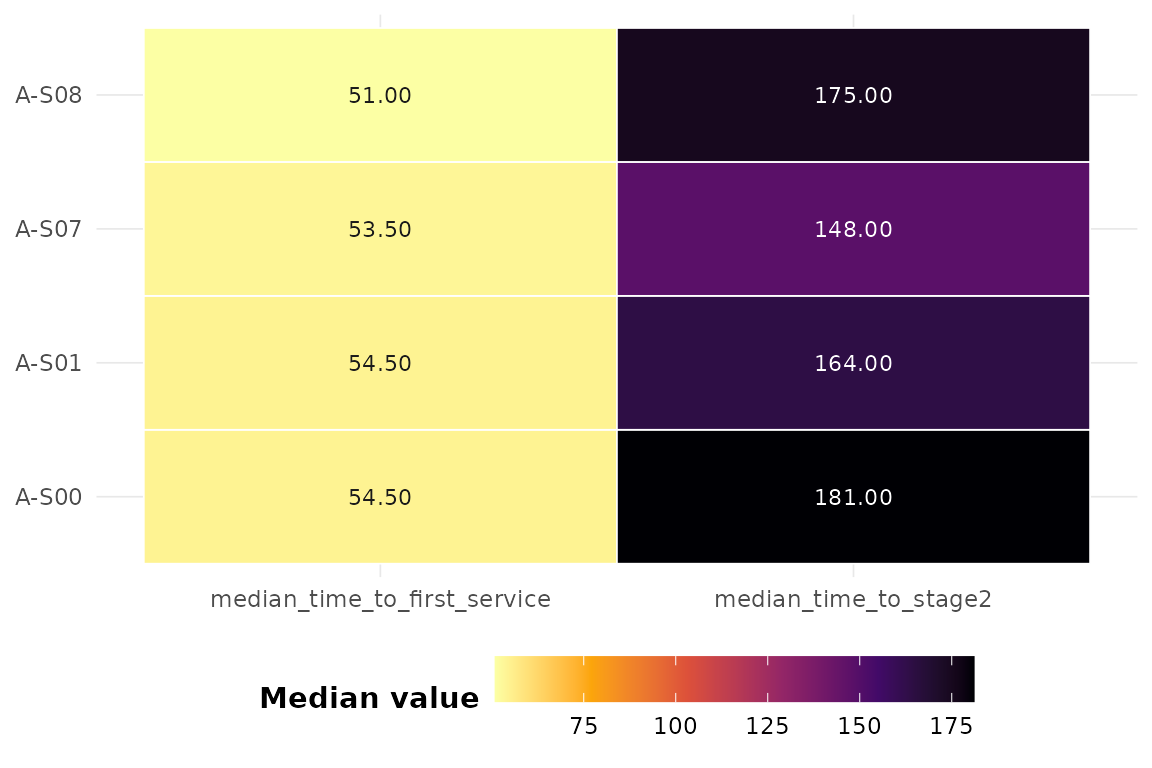 A-S08 51.00 175.00
A-S07 53.50 148.00
A-S01 54.50 164.00
A-S00 54.50 181.00
median_time_to_first_service median_time_to_stage2
Median value
75 100 125 150 175